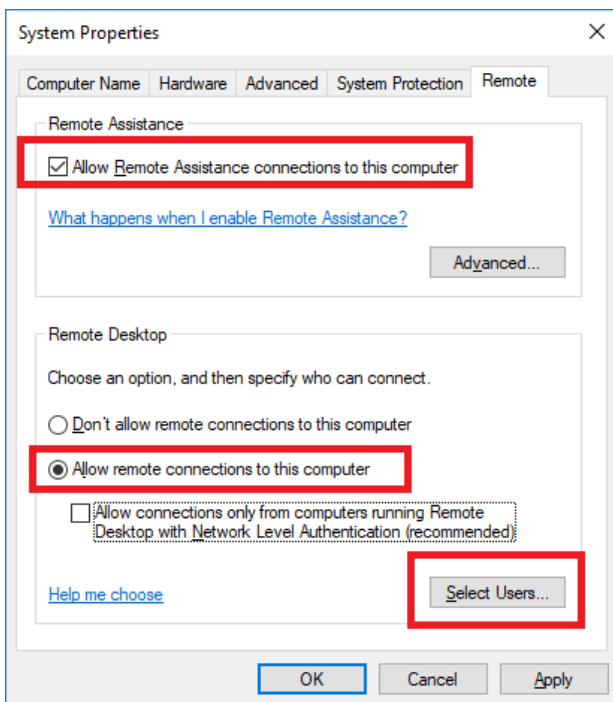 System Properties
Computer Name Hardware Advanced System Protection Remote
Remote Assistance
Allow Remote Assistance connections to this computer
What happens when I enable Remote Assistance?
Advanced...
Remote Desktop
Choose an option, and then specify who can connect.
Don't allow remote connections to this computer
Allow remote connections to this computer
Allow connections only from computers running Remote
Desktop with Network Level Authentication (recommended)
Help me choose
Select Users...
OK Cancel Apply